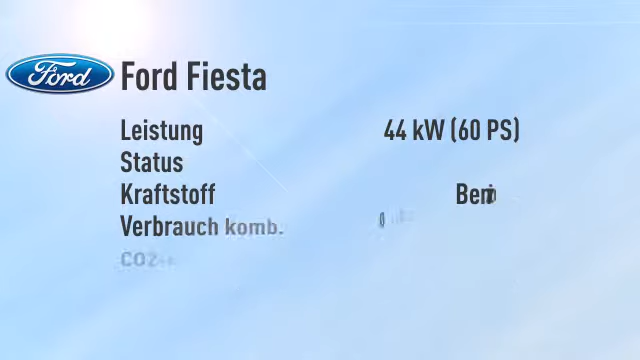 Ford Ford Fiesta
Leistung 44 kW (60 PS)
Status
Kraftstoff
Verbrauch komb.